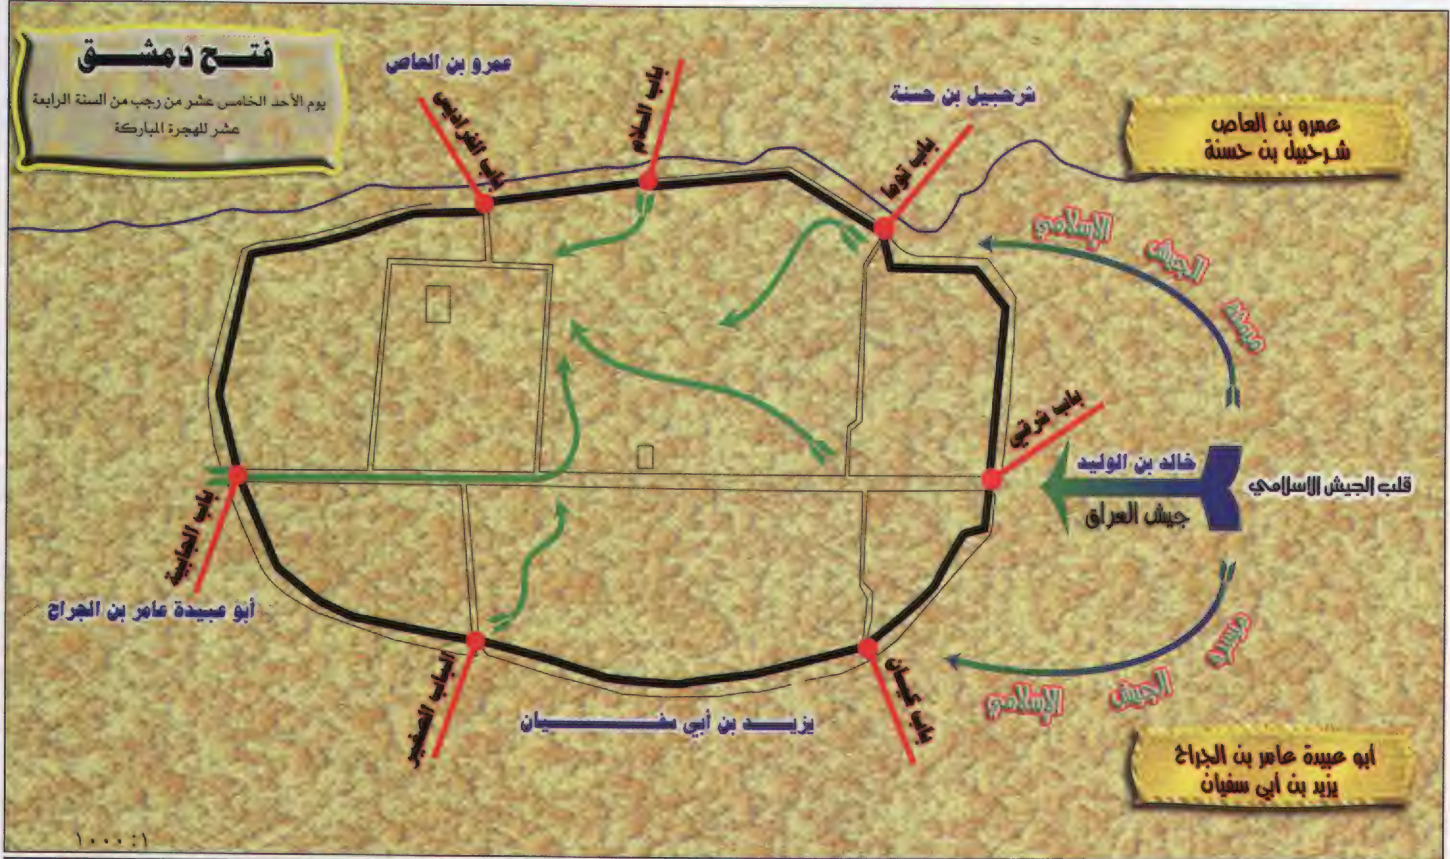 فتح دمشق
يوم الأحد الخامس عشر من رجب من السنة الرابعة
عشر للهجرة المباركة
عمرو بن العاص
باب الفراديس
باب السلام
شرحبيل بن حسنة
باب توما
عمرو بن العاص
شرحبيل بن حسنة
ميمنة الجيش الإسلامي
باب شرقي
خالد بن الوليد
جيش العراق
قلب الجيش الاسلامي
باب الجابية
أبو عبيدة عامر بن الجراح
الباب الصغير
يزيد بن أبي سفيان
باب كيسان
ميسرة الجيش الإسلامي
أبو عبيدة عامر بن الجراح
يزيد بن أبي سفيان
١: ١٠٠٠